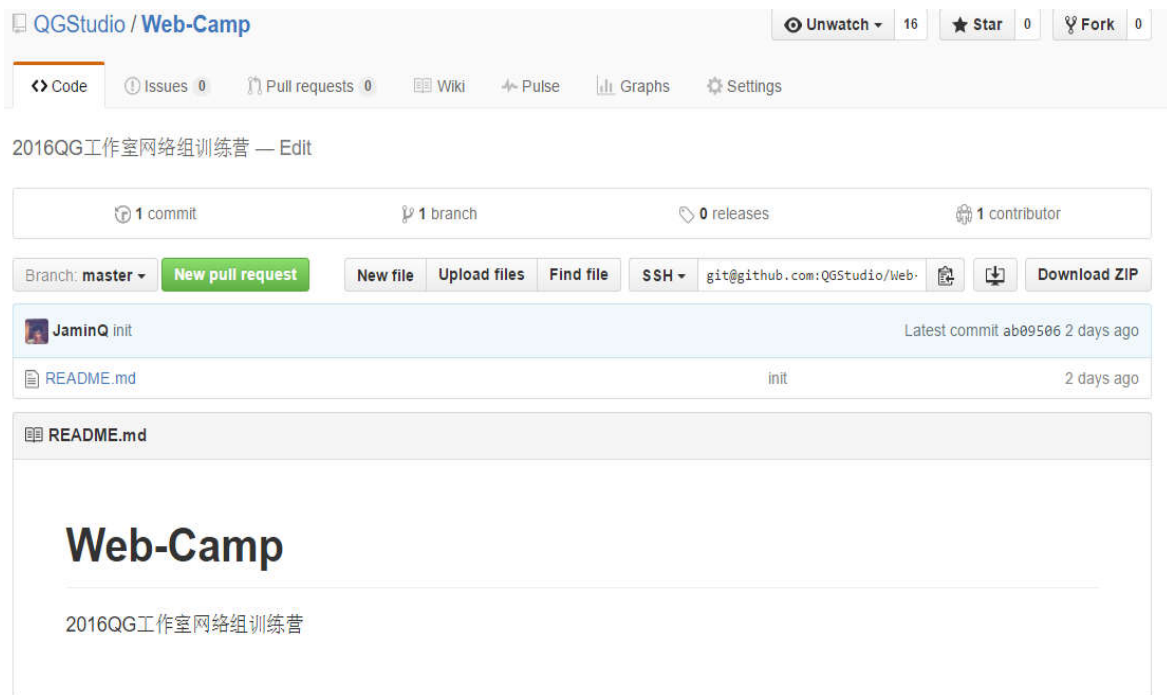 QGStudio / Web-Camp Unwatch 16 Star 0 Fork 0
Code Issues 0 Pull requests 0 Wiki Pulse Graphs Settings
2016QG工作室网络组训练营 — Edit
1 commit 1 branch 0 releases 1 contributor
Branch: master New pull request New file Upload files Find file SSH git@github.com:QGStudio/Web- Download ZIP
JaminQ init Latest commit ab09506 2 days ago
README.md init 2 days ago
README.md
Web-Camp
2016QG工作室网络组训练营